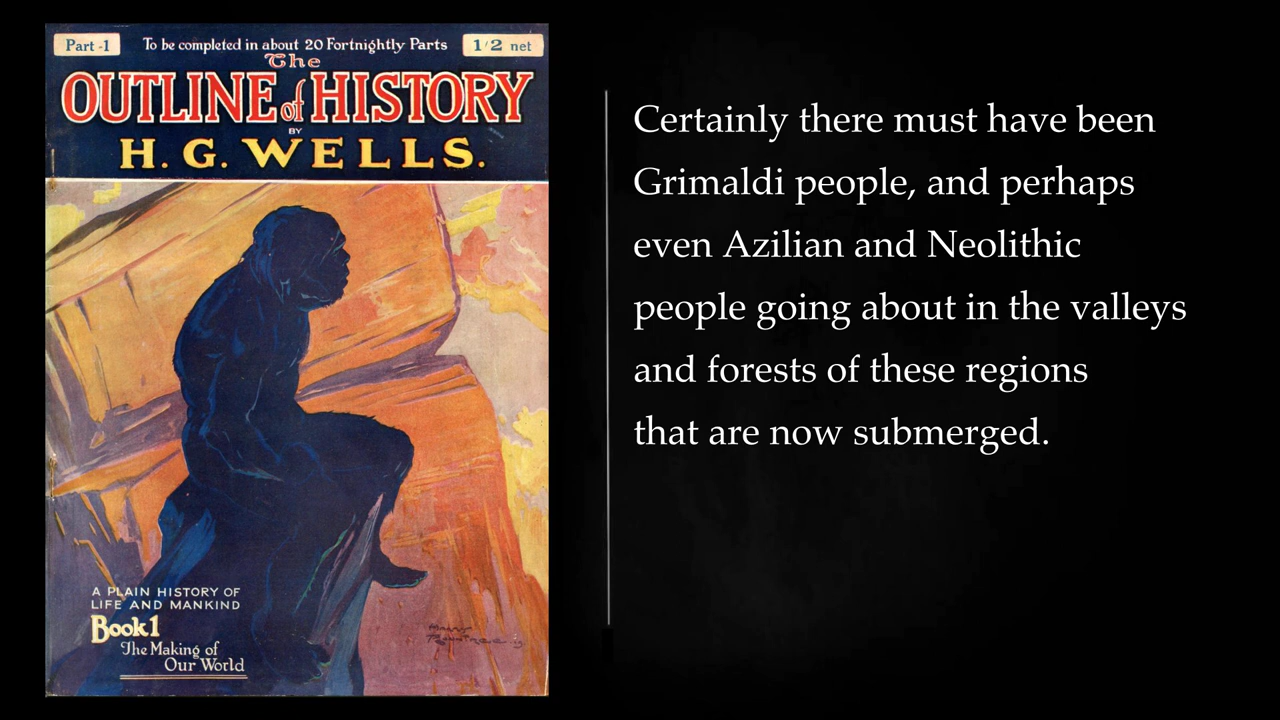 Part -1
To be completed in about 20 Fortnightly Parts
1/2 net
The
OUTLINE of HISTORY
BY
H. G. WELLS.
A PLAIN HISTORY OF
LIFE AND MANKIND
Book 1
The Making of
Our World
Certainly there must have been
Grimaldi people, and perhaps
even Azilian and Neolithic
people going about in the valleys
and forests of these regions
that are now submerged.